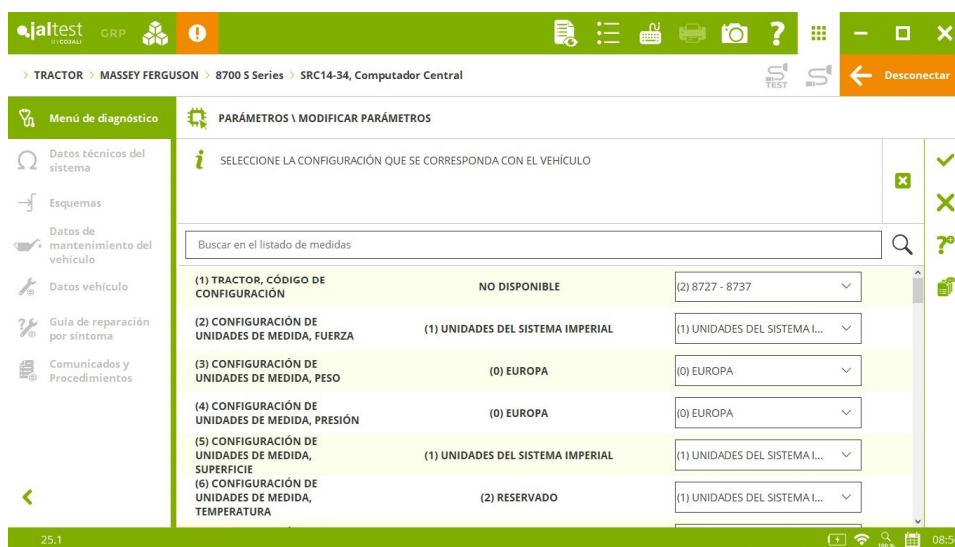 jaltest GRP
BY COJALI
> TRACTOR > MASSEY FERGUSON > 8700 S Series > SRC14-34, Computador Central
TEST
Desconectar
Menú de diagnóstico
Datos técnicos del
sistema
Esquemas
Datos de
mantenimiento del
vehículo
Datos vehículo
Guía de reparación
por síntoma
Comunicados y
Procedimientos
PARÁMETROS \ MODIFICAR PARÁMETROS
SELECCIONE LA CONFIGURACIÓN QUE SE CORRESPONDA CON EL VEHÍCULO
Buscar en el listado de medidas
(1) TRACTOR, CÓDIGO DE
CONFIGURACIÓN
NO DISPONIBLE
(2) 8727 - 8737
(2) CONFIGURACIÓN DE
UNIDADES DE MEDIDA, FUERZA
(1) UNIDADES DEL SISTEMA IMPERIAL
(1) UNIDADES DEL SISTEMA I...
(3) CONFIGURACIÓN DE
UNIDADES DE MEDIDA, PESO
(0) EUROPA
(0) EUROPA
(4) CONFIGURACIÓN DE
UNIDADES DE MEDIDA, PRESIÓN
(0) EUROPA
(0) EUROPA
(5) CONFIGURACIÓN DE
UNIDADES DE MEDIDA,
SUPERFICIE
(1) UNIDADES DEL SISTEMA IMPERIAL
(1) UNIDADES DEL SISTEMA I...
(6) CONFIGURACIÓN DE
UNIDADES DE MEDIDA,
TEMPERATURA
(2) RESERVADO
(1) UNIDADES DEL SISTEMA I...
25.1
100 %